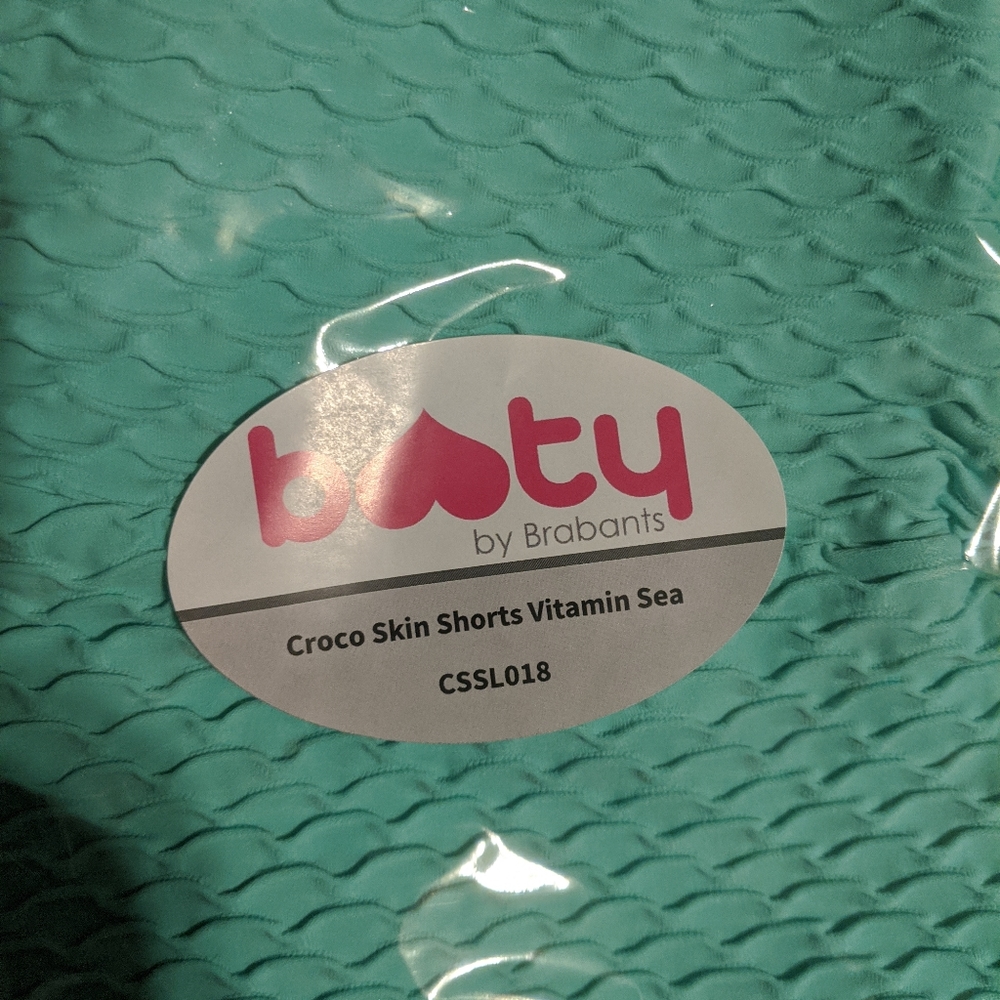 booty
by Brabants
Croco Skin Shorts Vitamin Sea
CSSL018